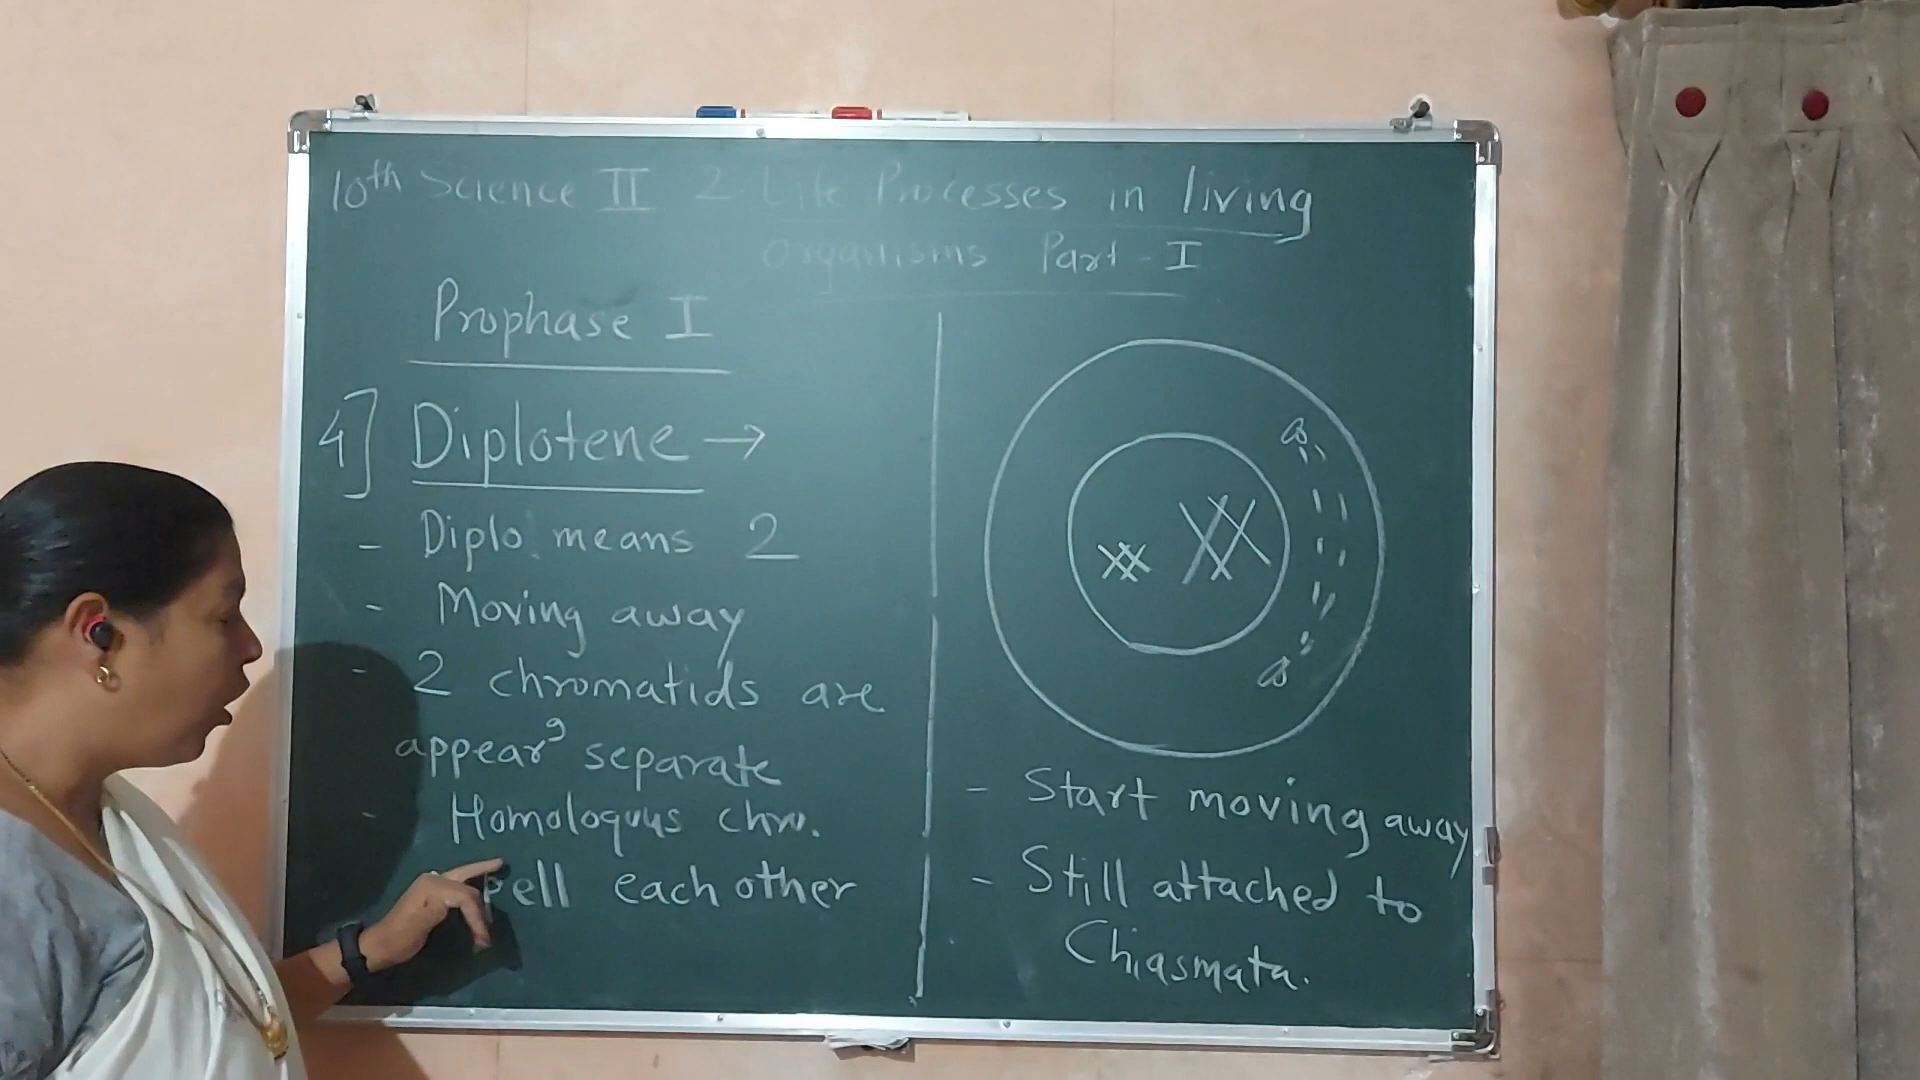 10th Science II 2 Life Processes in living
organisms Part - I
Prophase I
4] Diplotene →
- Diplo means 2
- Moving away
- 2 chromatids are
appear⁹ separate
- Homologous chro.
pell each other
- Start moving away
- Still attached to
Chiasmata.